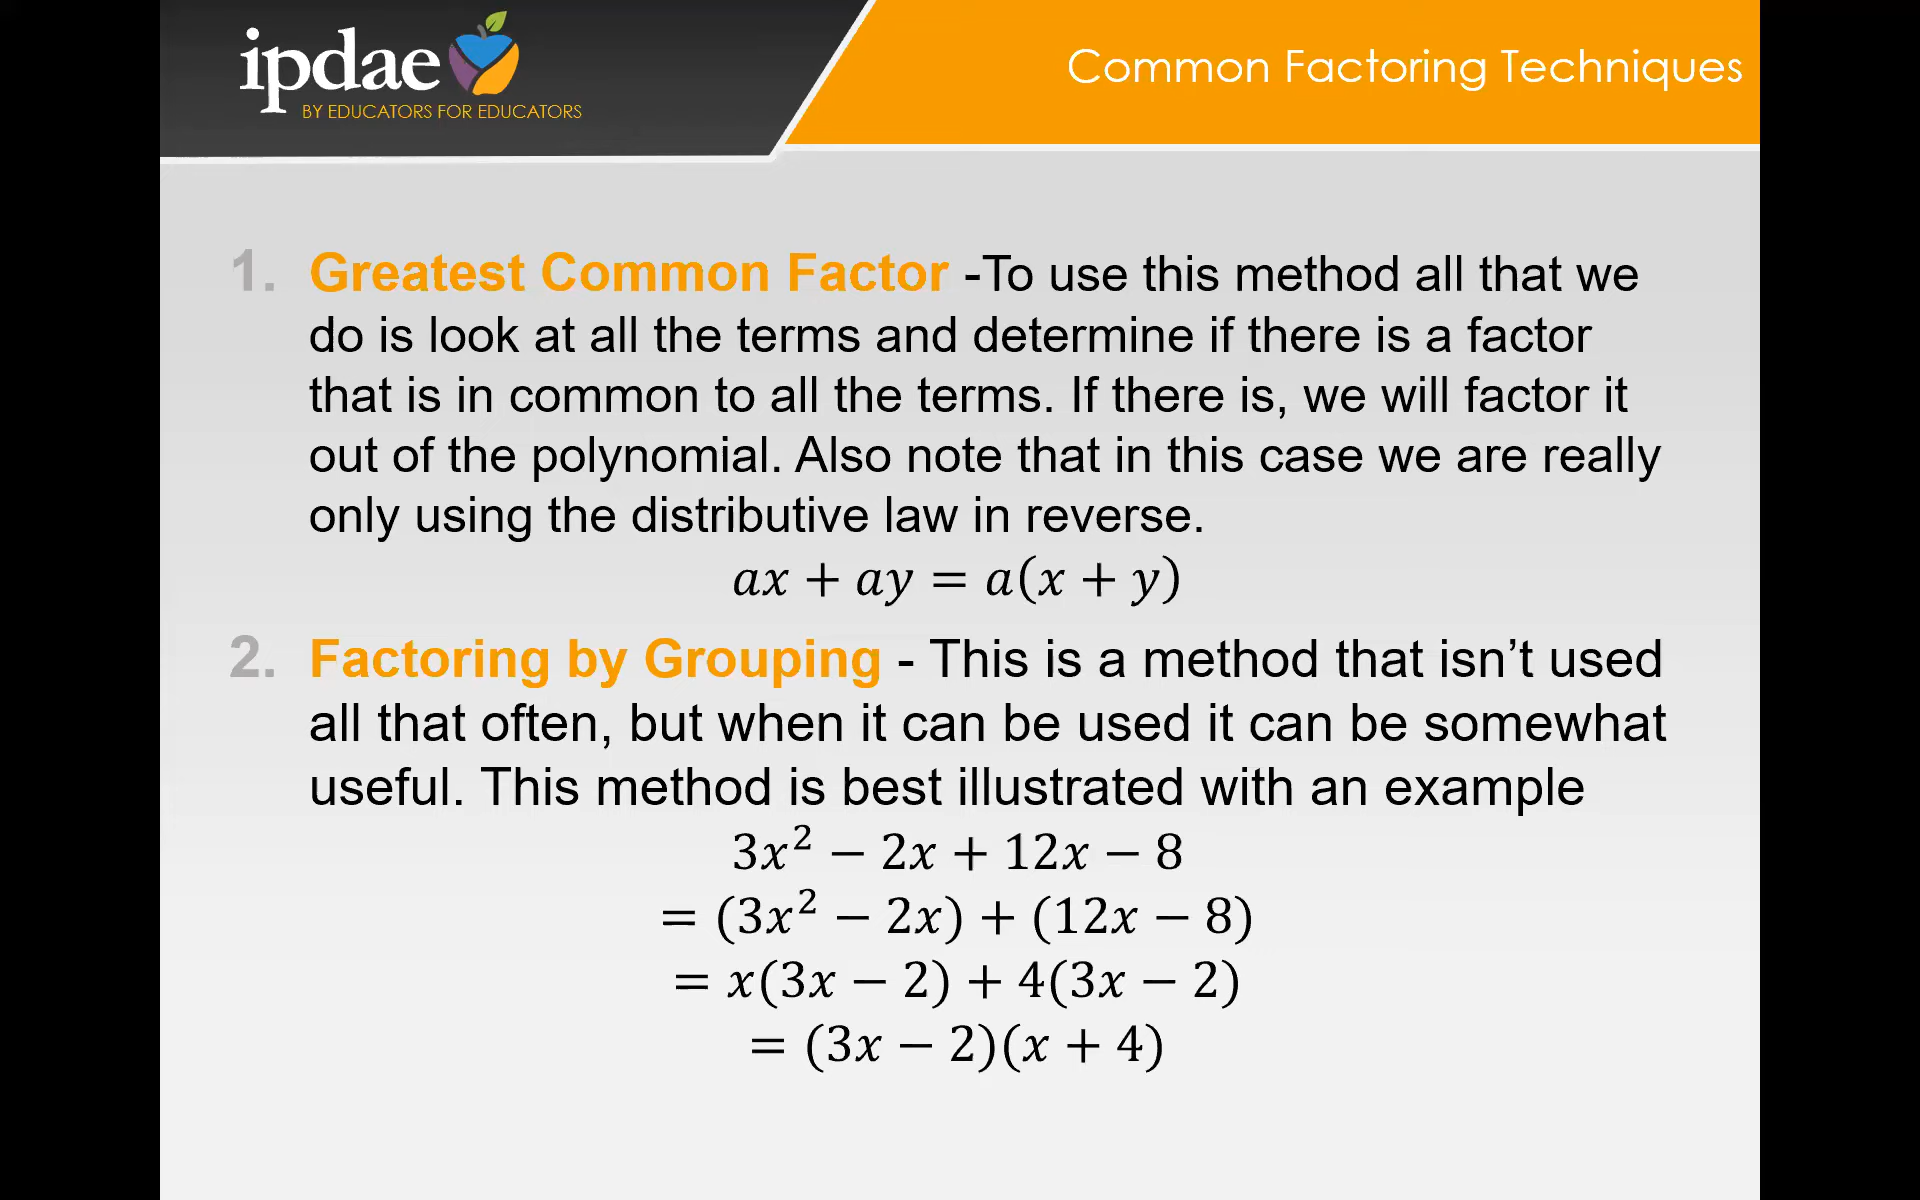 ipdae
BY EDUCATORS FOR EDUCATORS
Common Factoring Techniques
1. Greatest Common Factor -To use this method all that we
do is look at all the terms and determine if there is a factor
that is in common to all the terms. If there is, we will factor it
out of the polynomial. Also note that in this case we are really
only using the distributive law in reverse.
𝑎𝑥 + 𝑎𝑦 = 𝑎(𝑥 + 𝑦)
2. Factoring by Grouping - This is a method that isn’t used
all that often, but when it can be used it can be somewhat
useful. This method is best illustrated with an example
3𝑥² − 2𝑥 + 12𝑥 − 8
= (3𝑥² − 2𝑥) + (12𝑥 − 8)
= 𝑥(3𝑥 − 2) + 4(3𝑥 − 2)
= (3𝑥 − 2)(𝑥 + 4)